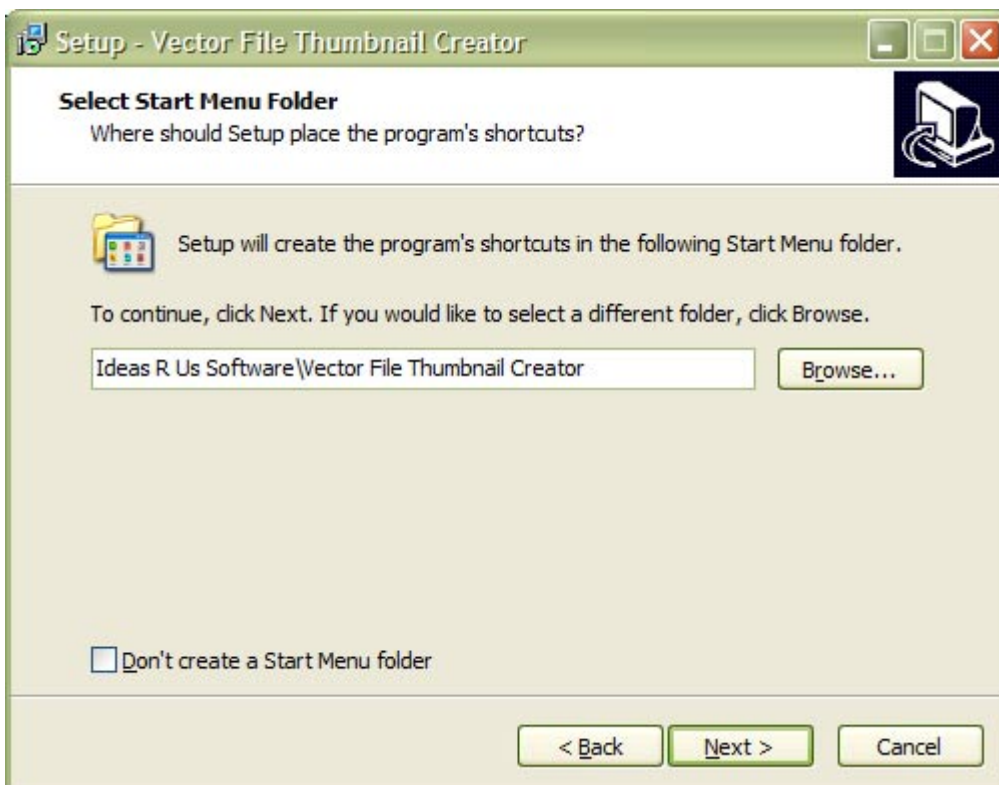 Setup - Vector File Thumbnail Creator
Select Start Menu Folder
Where should Setup place the program's shortcuts?
Setup will create the program's shortcuts in the following Start Menu folder.
To continue, click Next. If you would like to select a different folder, click Browse.
Ideas R Us Software\Vector File Thumbnail Creator
Browse...
Don't create a Start Menu folder
< Back
Next >
Cancel